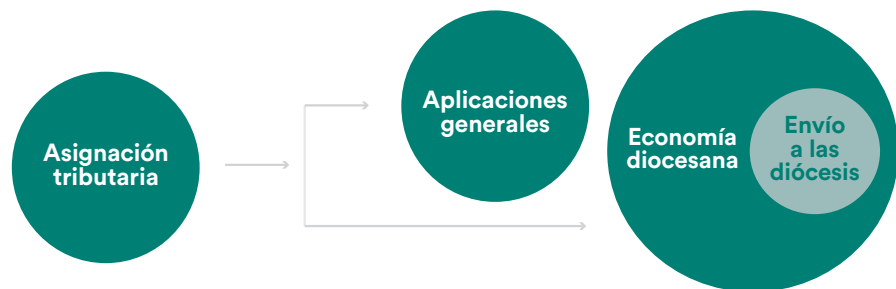 Asignación
tributaria
Aplicaciones
generales
Economía
diocesana
Envío
a las
diócesis